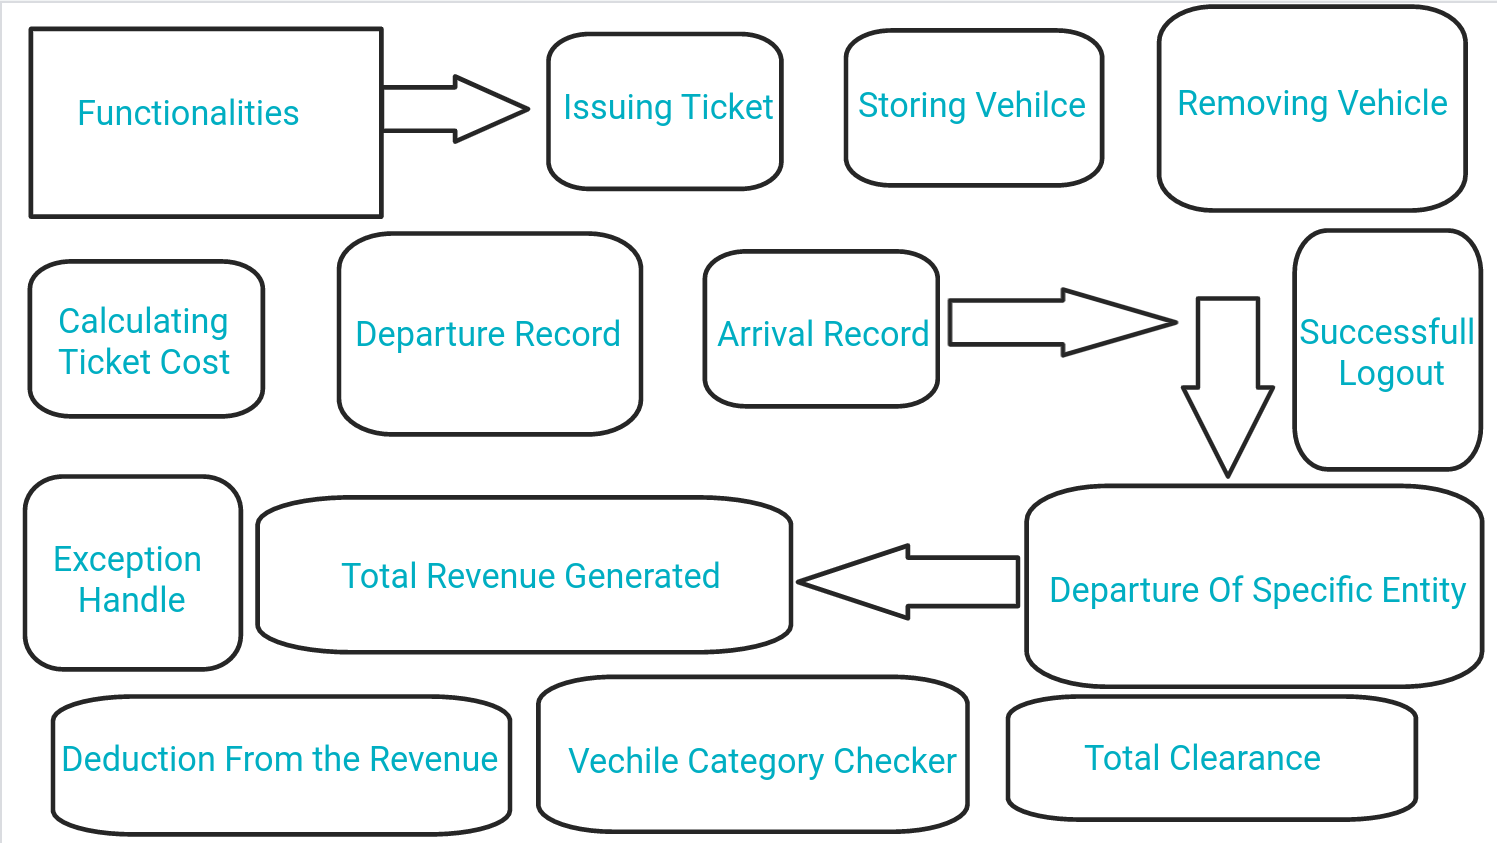 Functionalities
Issuing Ticket
Storing Vehilce
Removing Vehicle
Calculating
Ticket Cost
Departure Record
Arrival Record
Successfull
Logout
Exception
Handle
Total Revenue Generated
Departure Of Specific Entity
Deduction From the Revenue
Vechile Category Checker
Total Clearance